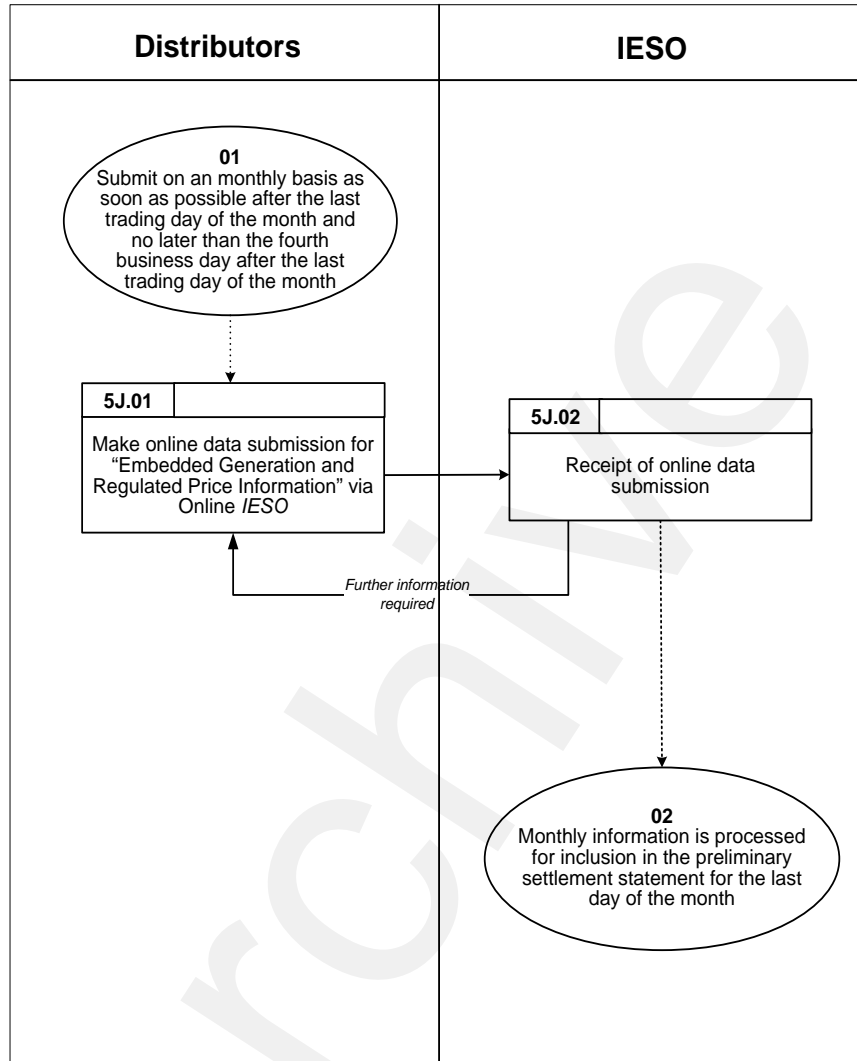 Distributors
IESO
01
Submit on an monthly basis as
soon as possible after the last
trading day of the month and
no later than the fourth
business day after the last
trading day of the month
5J.01
Make online data submission for
“Embedded Generation and
Regulated Price Information” via
Online IESO
5J.02
Receipt of online data
submission
Further information
required
02
Monthly information is processed
for inclusion in the preliminary
settlement statement for the last
day of the month
rchive